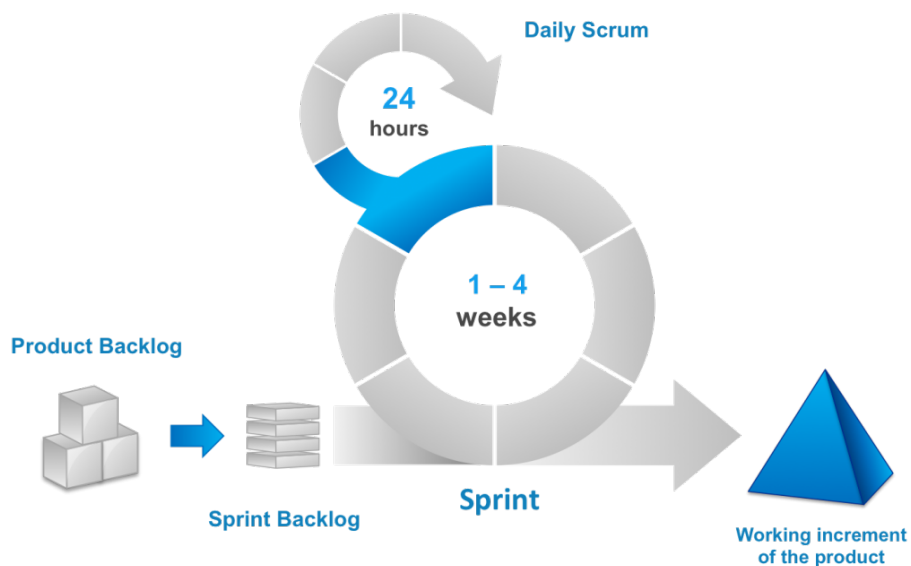 Daily Scrum
24
hours
1 – 4
weeks
Product Backlog
Sprint Backlog
Sprint
Working increment
of the product